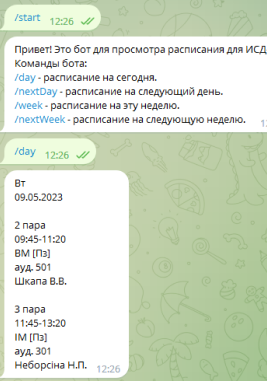 /start 12:26
Привет! Это бот для просмотра расписания для ИСД
Команды бота:
/day - расписание на сегодня.
/nextDay - расписание на следующий день.
/week - расписание на эту неделю.
/nextWeek - расписание на следующую неделю.
/day 12:26
Вт
09.05.2023
2 пара
09:45-11:20
ВМ [Пз]
ауд. 501
Шкапа В.В.
3 пара
11:45-13:20
ІМ [Пз]
ауд. 301
Неборсіна Н.П. 12:26